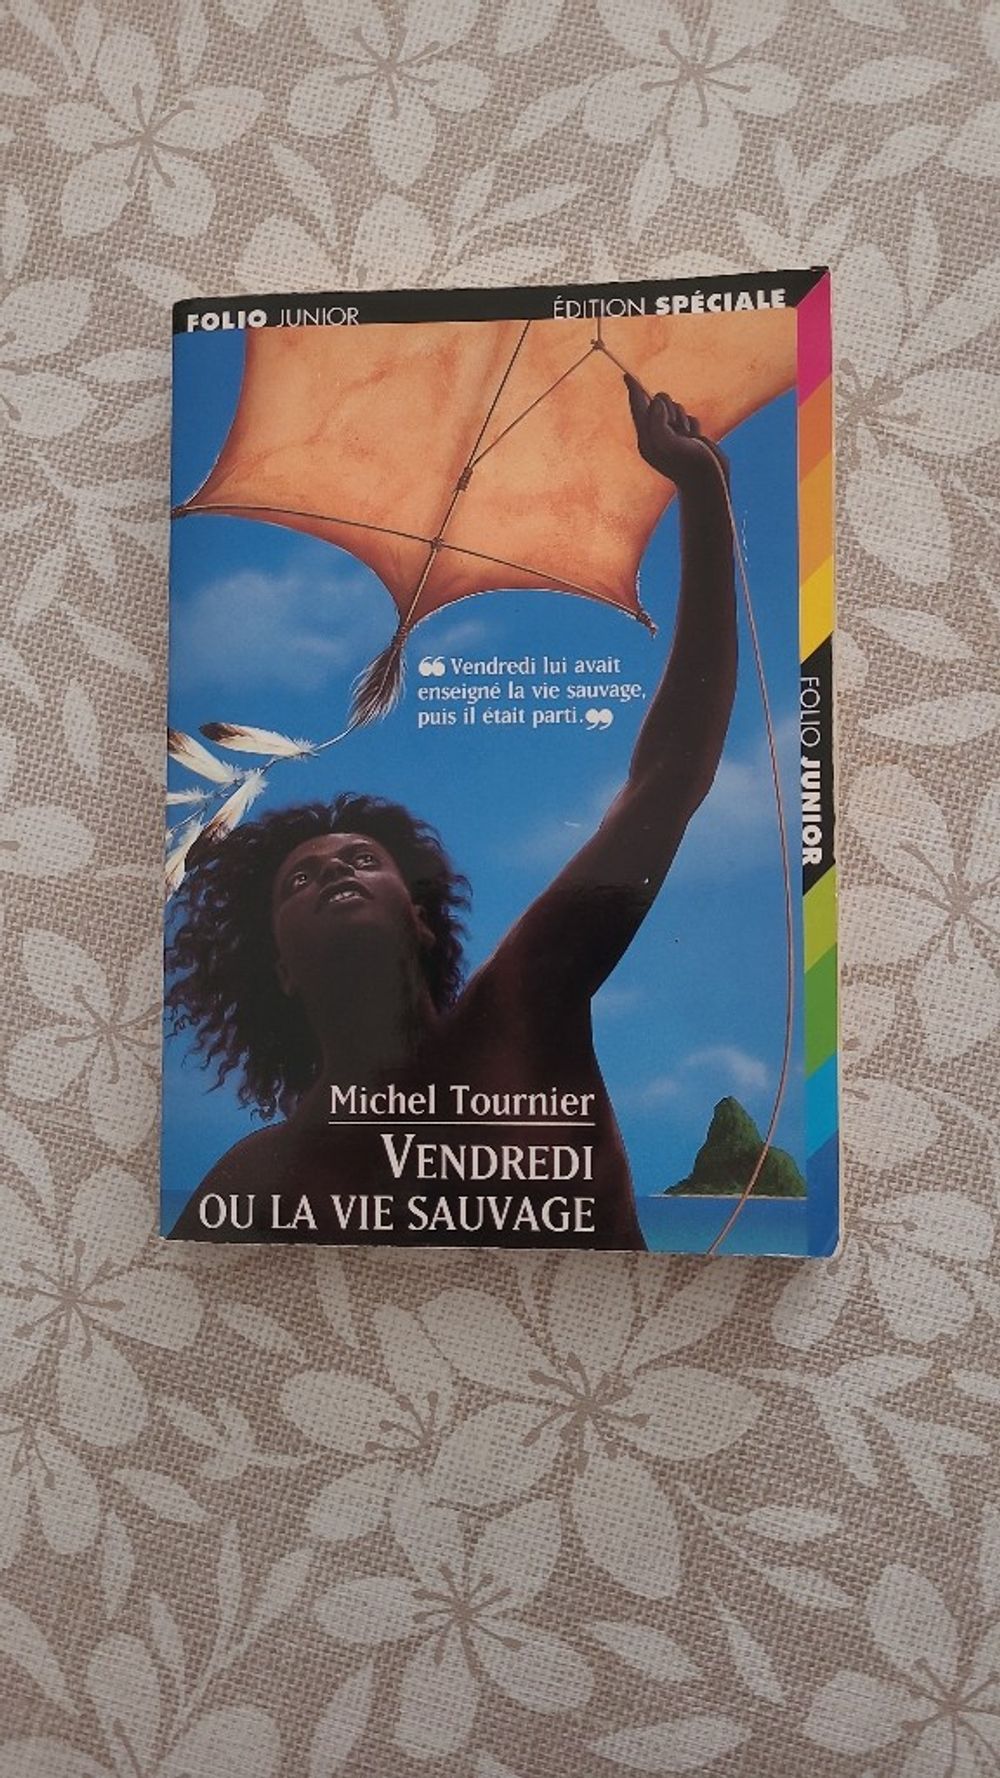 FOLIO JUNIOR
ÉDITION SPÉCIALE
❝ Vendredi lui avait
enseigné la vie sauvage,
puis il était parti. ❞
FOLIO JUNIOR
Michel Tournier
VENDREDI
OU LA VIE SAUVAGE